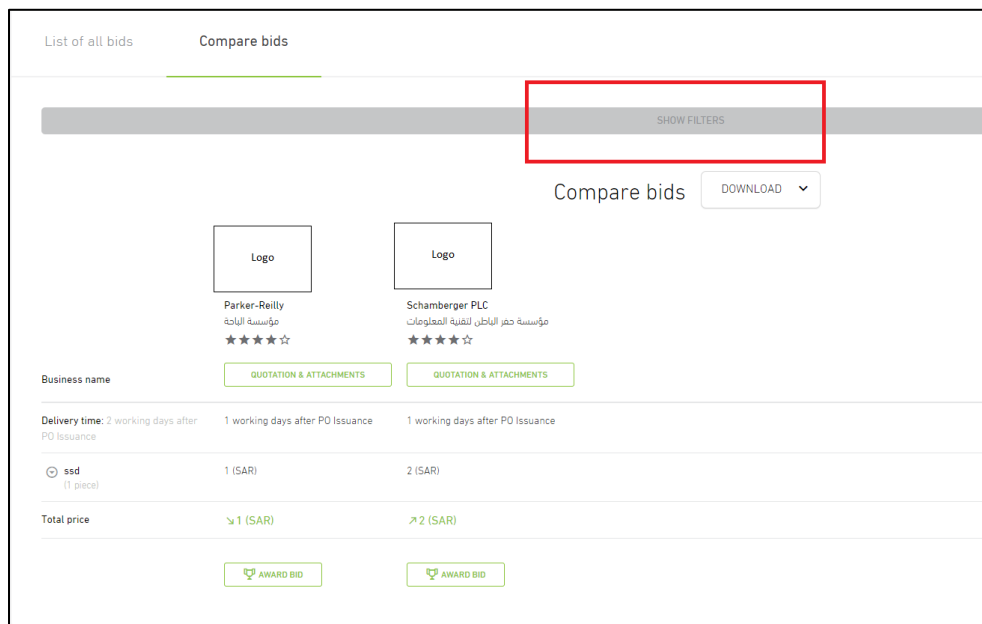 List of all bids
Compare bids
SHOW FILTERS
Compare bids
DOWNLOAD
Logo
Logo
Parker-Reilly
Schamberger PLC
مؤسسة الباحة
مؤسسة حفر الباطن لتقنية المعلومات
Business name
QUOTATION & ATTACHMENTS
QUOTATION & ATTACHMENTS
Delivery time: 2 working days after
PO Issuance
1 working days after PO Issuance
1 working days after PO Issuance
ssd
(1 piece)
1 (SAR)
2 (SAR)
Total price
1 (SAR)
2 (SAR)
AWARD BID
AWARD BID